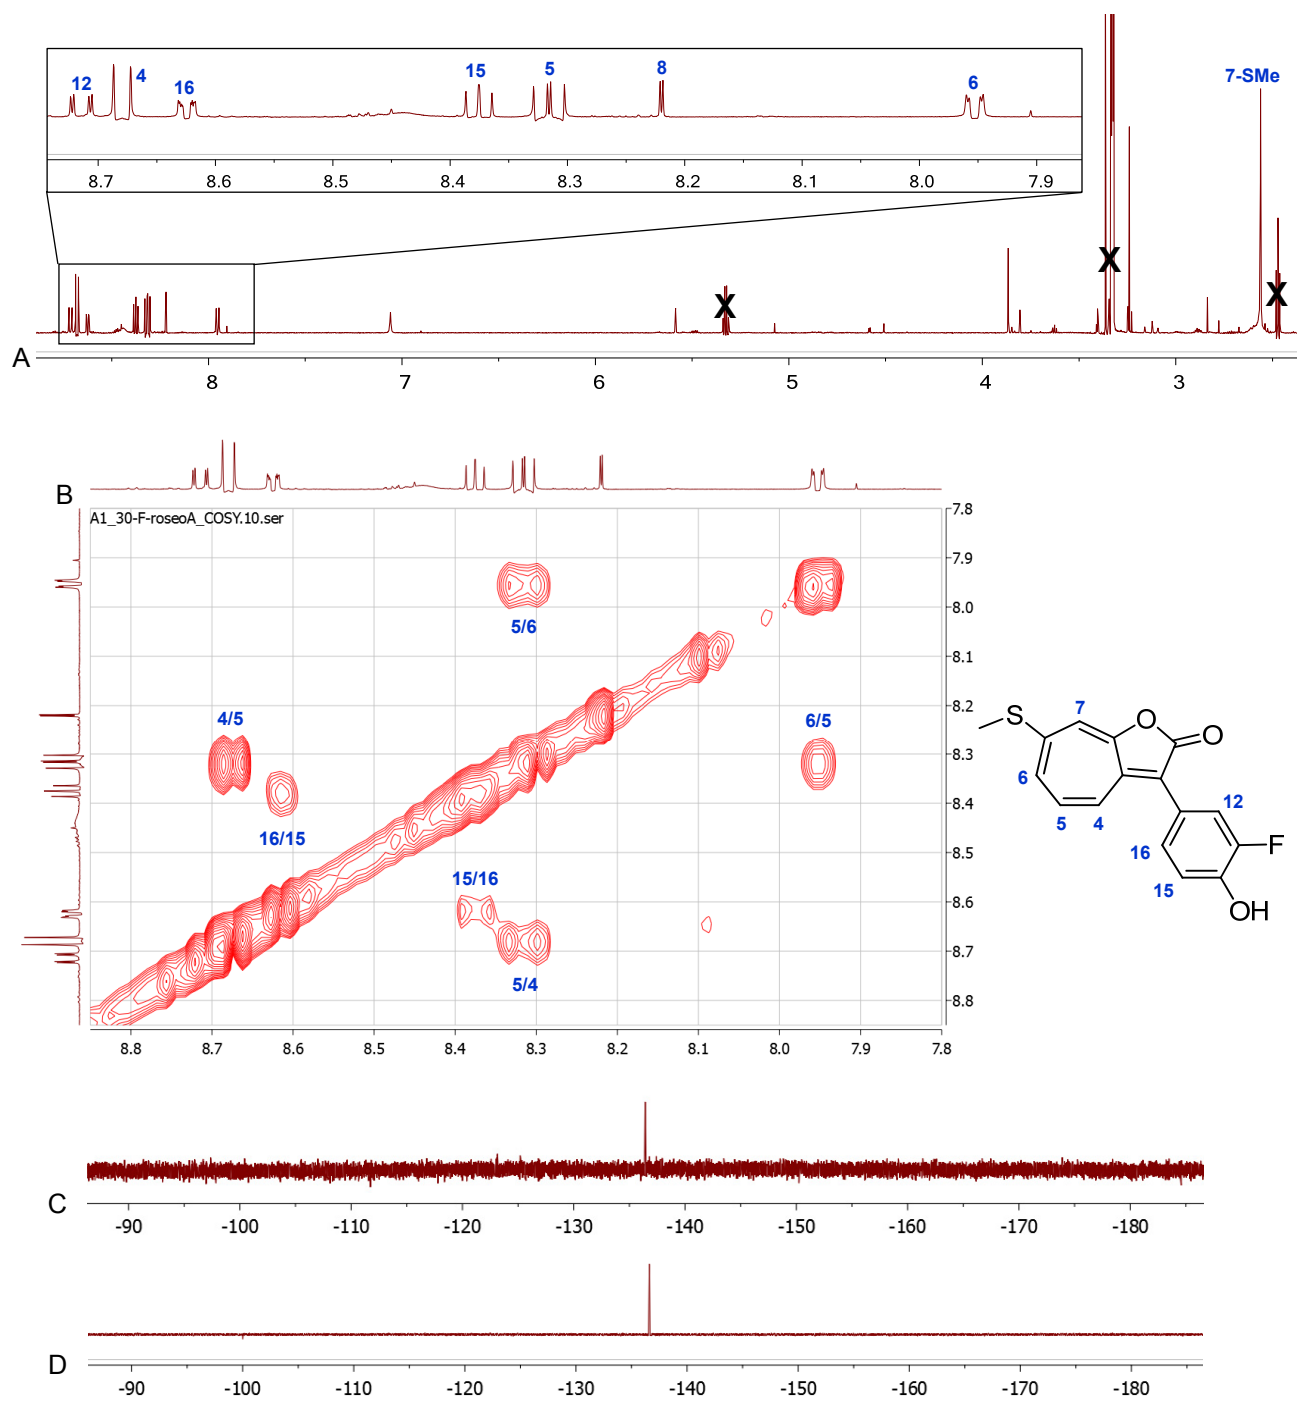 12 4 16 15 5 8 6 7-SMe
8.7 8.6 8.5 8.4 8.3 8.2 8.1 8.0 7.9
X X X
A
8 7 6 5 4 3
B
A1_30-F-roseoA_COSY.10.ser
7.8
7.9
8.0
8.1
8.2
8.3
8.4
8.5
8.6
8.7
8.8
5/6
4/5 6/5
16/15
15/16
5/4
8.8 8.7 8.6 8.5 8.4 8.3 8.2 8.1 8.0 7.9 7.8
S 7 O O
6 5 4 12
16 F
15
OH
C
-90 -100 -110 -120 -130 -140 -150 -160 -170 -180
D
-90 -100 -110 -120 -130 -140 -150 -160 -170 -180